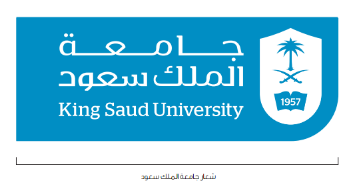 جامعة
الملك سعود
King Saud University
1957
شعار جامعة الملك سعود